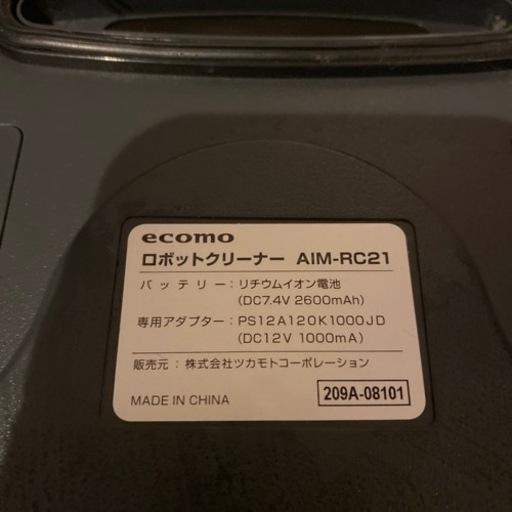 ecomo
ロボットクリーナー AIM-RC21
バッテリー：リチウムイオン電池
(DC7.4V 2600mAh)
専用アダプター：PS12A120K1000JD
(DC12V 1000mA)
販売元：株式会社ツカモトコーポレーション
MADE IN CHINA
209A-08101